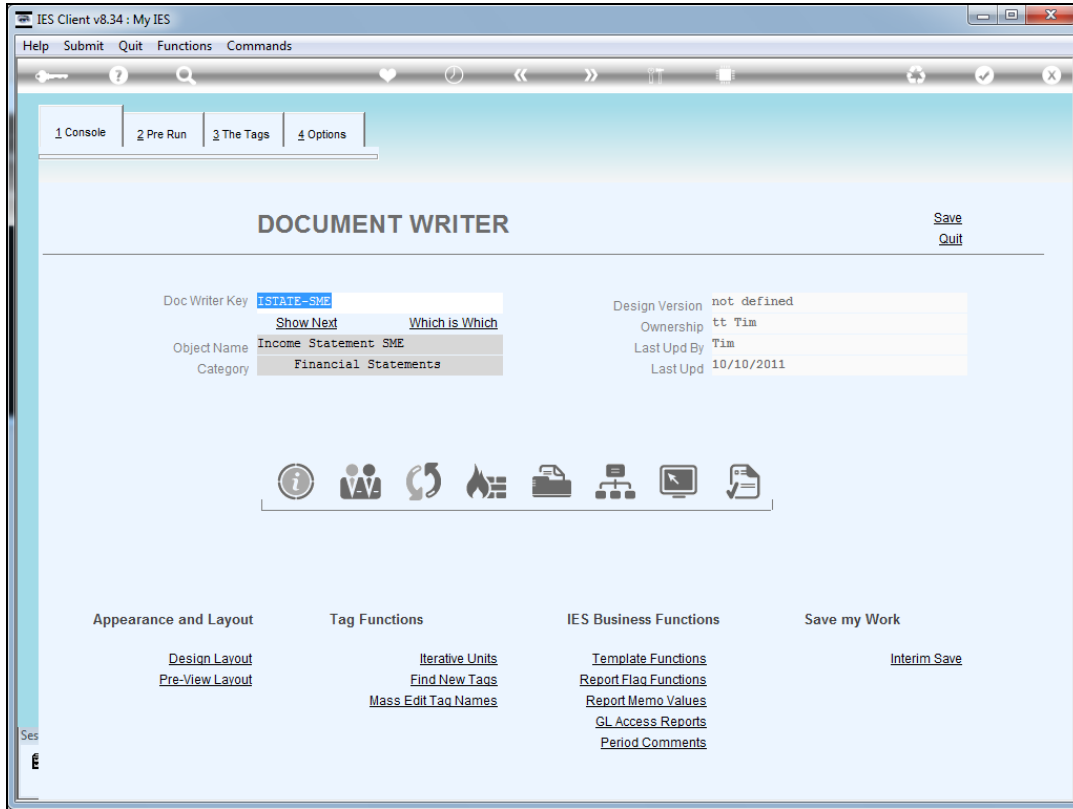 IES Client v8.34 : My IES
Help Submit Quit Functions Commands
1 Console 2 Pre Run 3 The Tags 4 Options
DOCUMENT WRITER
Save
Quit
Doc Writer Key ISTATE-SME
Show Next Which is Which
Object Name Income Statement SME
Category Financial Statements
Design Version not defined
Ownership tt Tim
Last Upd By Tim
Last Upd 10/10/2011
Appearance and Layout Tag Functions IES Business Functions Save my Work
Design Layout Iterative Units Template Functions Interim Save
Pre-View Layout Find New Tags Report Flag Functions
Mass Edit Tag Names Report Memo Values
GL Access Reports
Period Comments
Ses